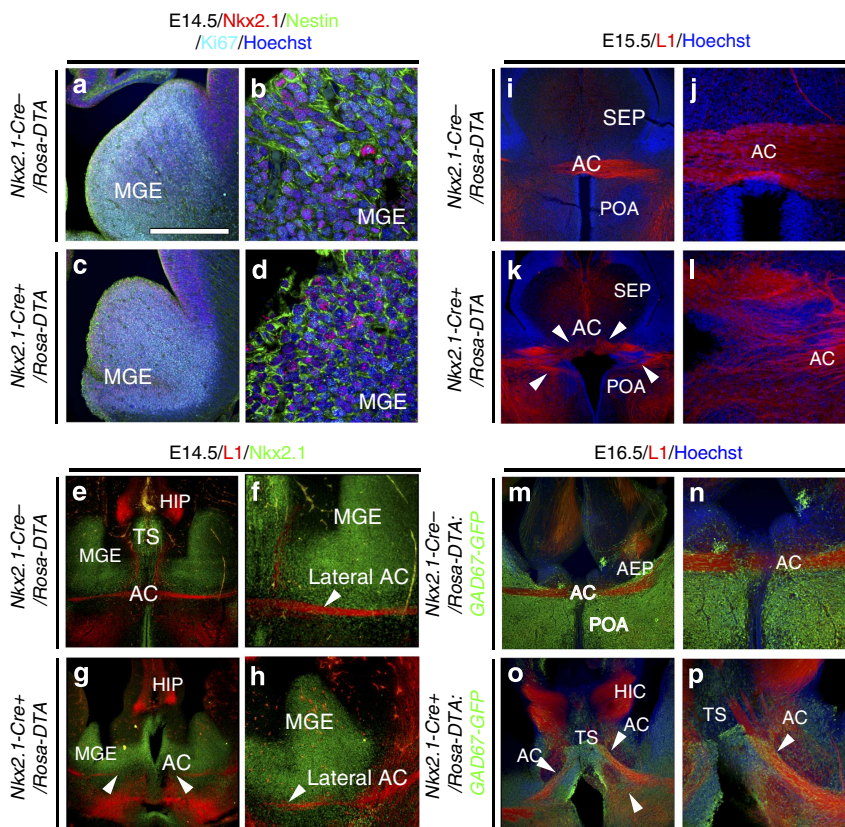 E14.5/Nkx2.1/Nestin
/Ki67/Hoechst
E15.5/L1/Hoechst
Nkx2.1-Cre–
/Rosa-DTA
a
MGE
b
MGE
Nkx2.1-Cre–
/Rosa-DTA
i
SEP
AC
POA
j
AC
Nkx2.1-Cre+
/Rosa-DTA
c
MGE
d
MGE
Nkx2.1-Cre+
/Rosa-DTA
k
SEP
AC
POA
l
AC
E14.5/L1/Nkx2.1
E16.5/L1/Hoechst
Nkx2.1-Cre–
/Rosa-DTA
e
HIP
TS
MGE
AC
f
MGE
Lateral AC
Nkx2.1-Cre–
/Rosa-DTA:
GAD67-GFP
m
AEP
AC
POA
n
AC
Nkx2.1-Cre+
/Rosa-DTA
g
HIP
MGE
AC
h
MGE
Lateral AC
Nkx2.1-Cre+
/Rosa-DTA:
GAD67-GFP
o
HIC
TS
AC
AC
p
TS
AC